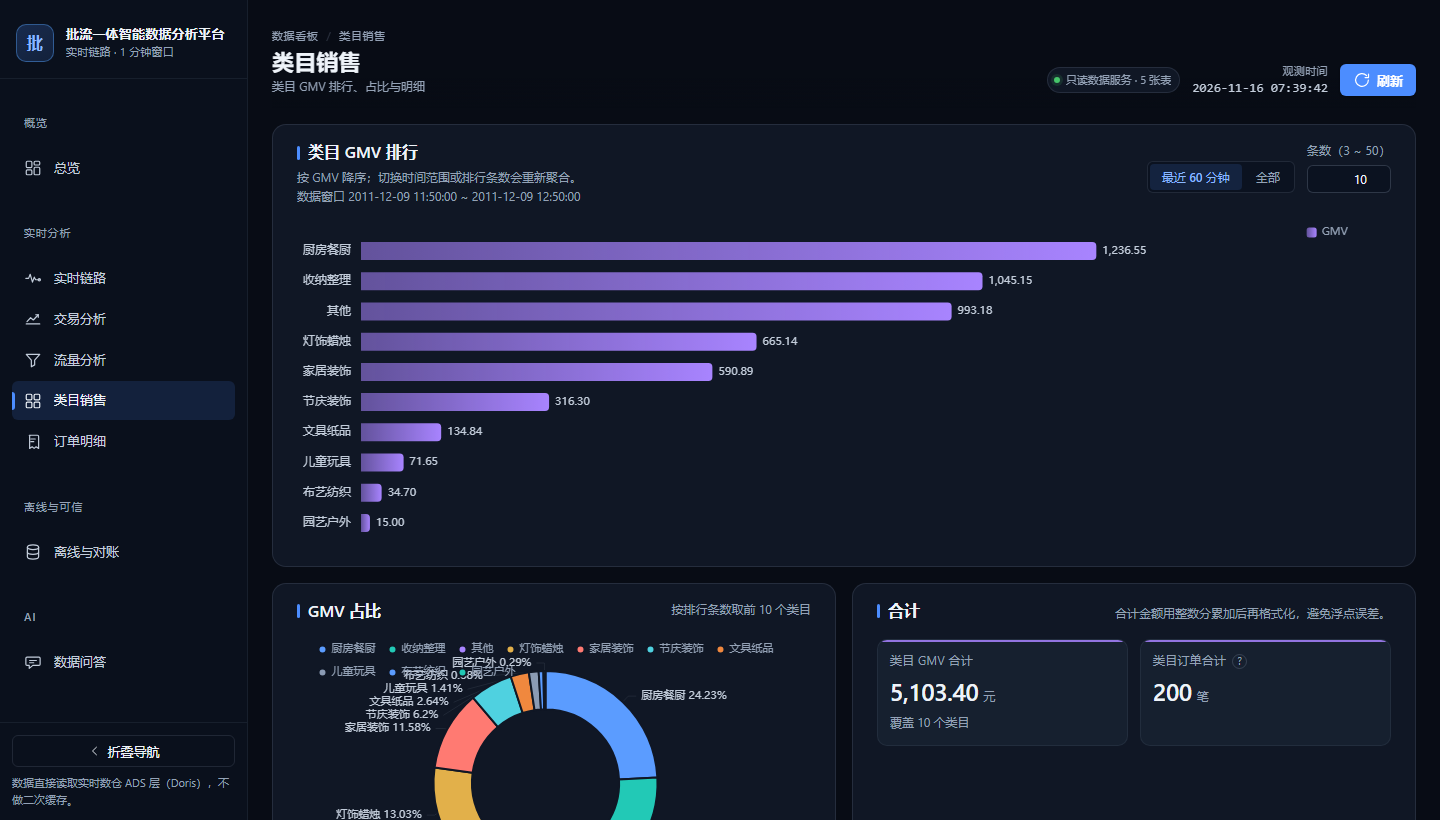 批
批流一体智能数据分析平台
实时链路 · 1 分钟窗口
概览
总览
实时分析
实时链路
交易分析
流量分析
类目销售
订单明细
离线与可信
离线与对账
AI
数据问答
折叠导航
数据直接读取实时数仓 ADS 层（Doris），不
做二次缓存。
数据看板 / 类目销售
类目销售
类目 GMV 排行、占比与明细
只读数据服务 · 5 张表
观测时间
2026-11-16 07:39:42
刷新
类目 GMV 排行
按 GMV 降序；切换时间范围或排行条数会重新聚合。
数据窗口 2011-12-09 11:50:00 ~ 2011-12-09 12:50:00
最近 60 分钟
全部
条数（3 ~ 50）
10
GMV
厨房餐厨 1,236.55
收纳整理 1,045.15
其他 993.18
灯饰蜡烛 665.14
家居装饰 590.89
节庆装饰 316.30
文具纸品 134.84
儿童玩具 71.65
布艺纺织 34.70
园艺户外 15.00
GMV 占比
按排行条数取前 10 个类目
厨房餐厨 收纳整理 其他 灯饰蜡烛 家居装饰 节庆装饰 文具纸品
儿童玩具 布艺纺织 园艺户外
园艺户外 0.29%
布艺纺织 0.68%
儿童玩具 1.41%
文具纸品 2.64%
节庆装饰 6.2%
家居装饰 11.58%
厨房餐厨 24.23%
灯饰蜡烛 13.03%
合计
合计金额用整数分累加后再格式化，避免浮点误差。
类目 GMV 合计
5,103.40 元
覆盖 10 个类目
类目订单合计 ?
200 笔